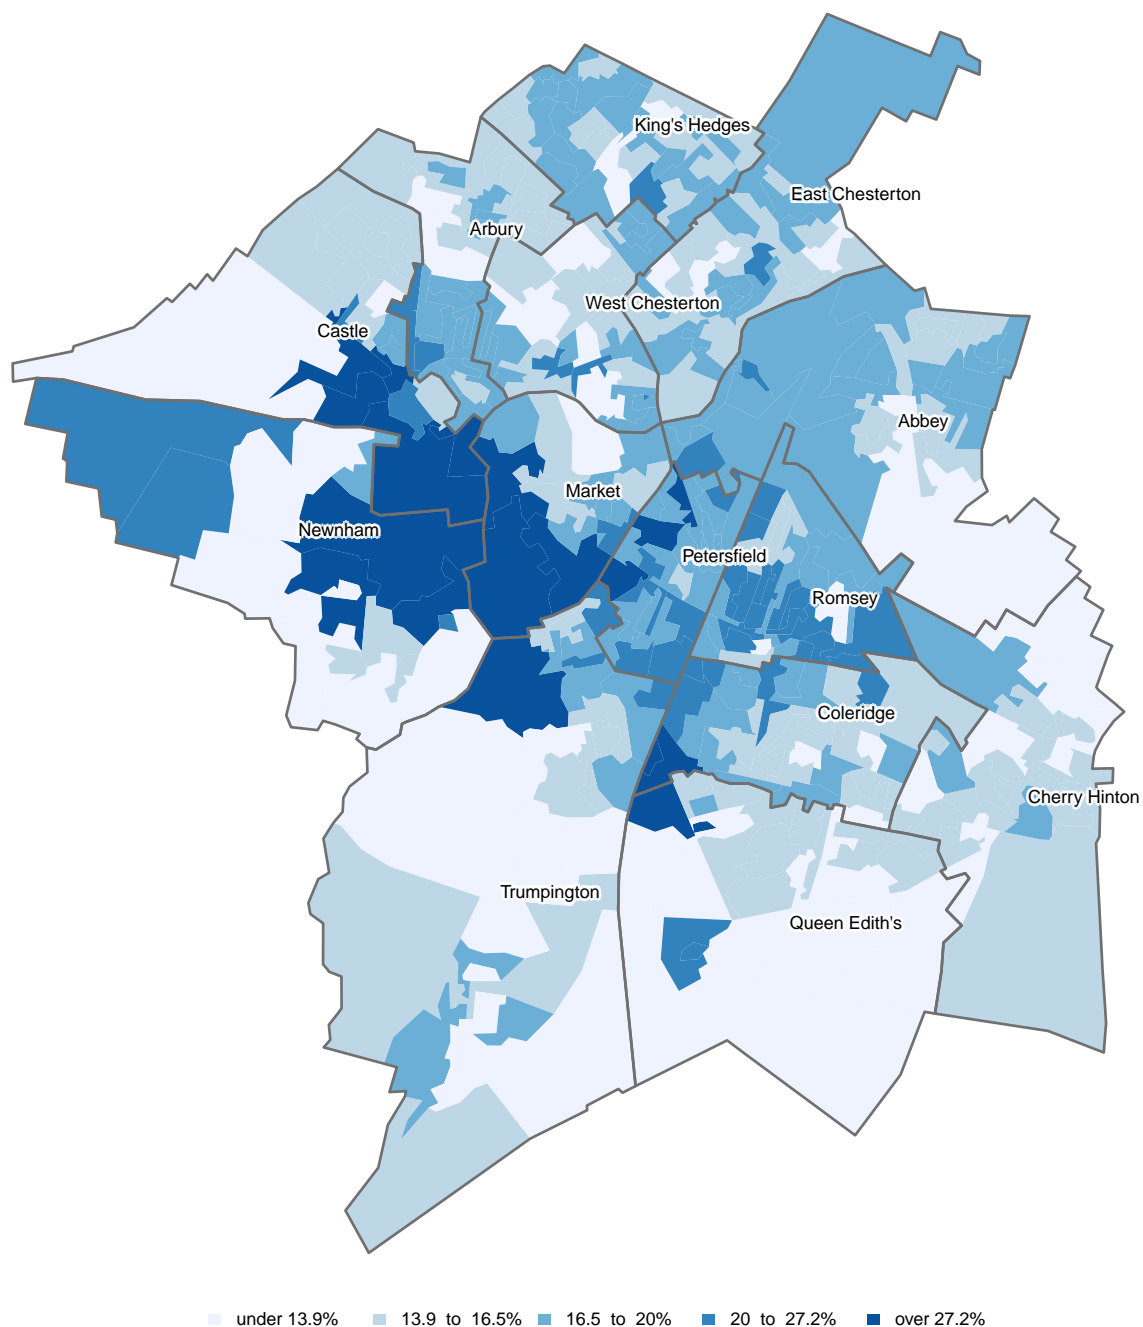 King's Hedges
East Chesterton
Arbury
West Chesterton
Castle
Abbey
Market
Newnham
Petersfield
Romsey
Coleridge
Cherry Hinton
Trumpington
Queen Edith's
under 13.9% 13.9 to 16.5% 16.5 to 20% 20 to 27.2% over 27.2%